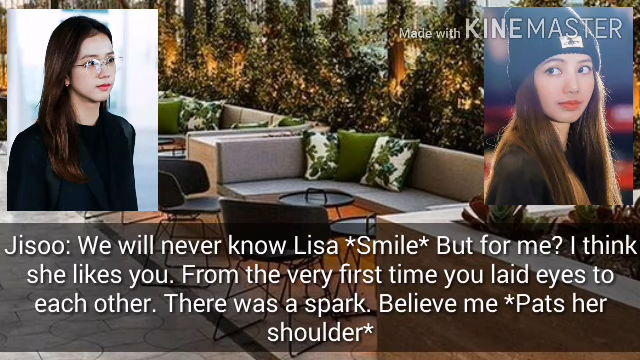 Made with KINEMASTER
Jisoo: We will never know Lisa *Smile* But for me? I think
she likes you. From the very first time you laid eyes to
each other. There was a spark. Believe me *Pats her
shoulder*